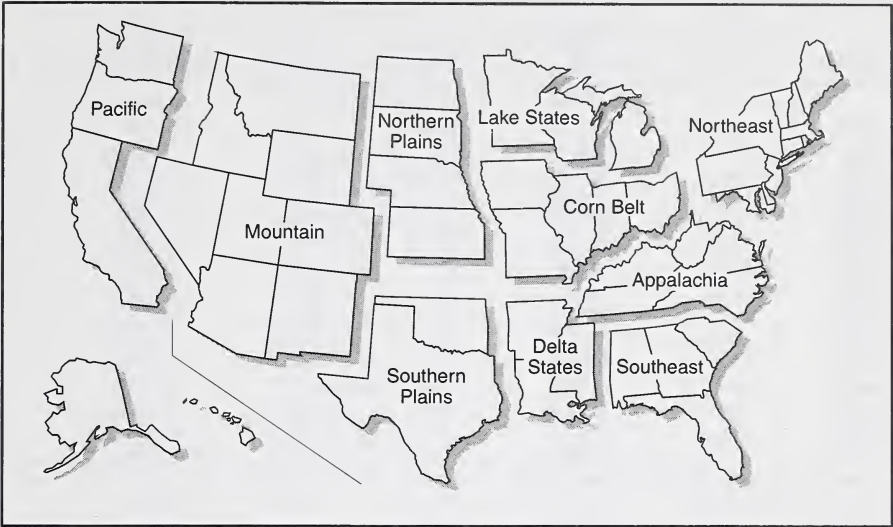 Pacific
Northern
Plains
Lake States
Northeast
Corn Belt
Mountain
Appalachia
Delta
States
Southeast
Southern
Plains